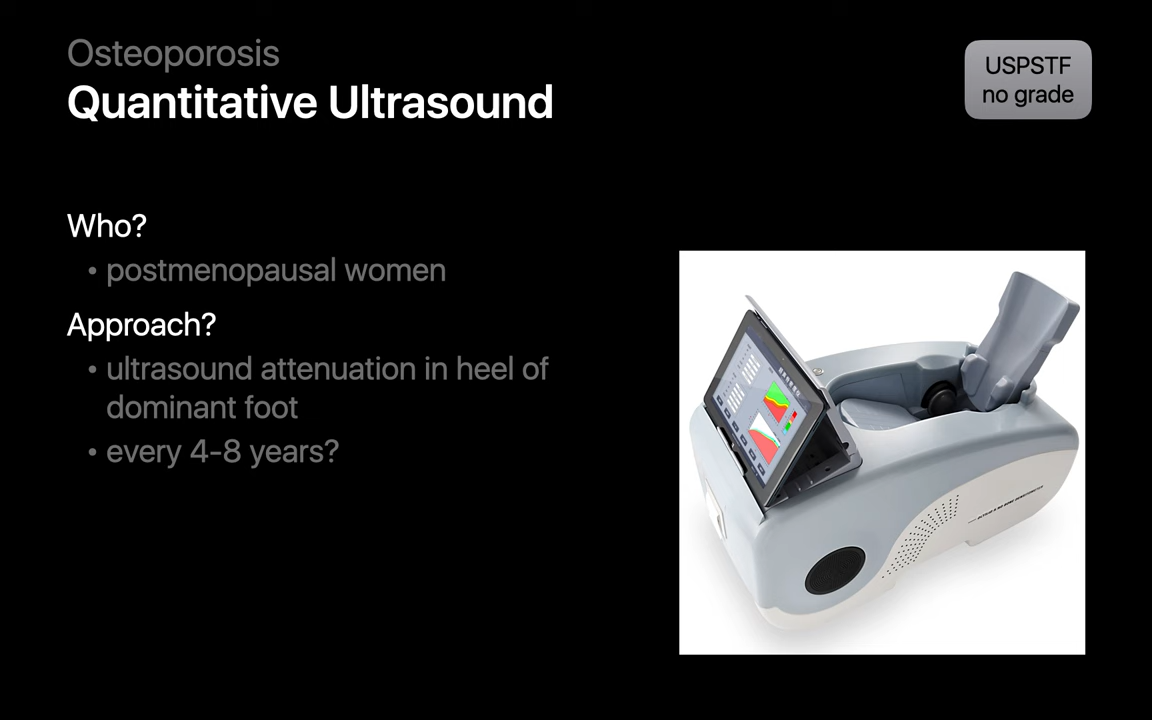 Osteoporosis
Quantitative Ultrasound
USPSTF
no grade
Who?
• postmenopausal women
Approach?
• ultrasound attenuation in heel of
dominant foot
• every 4-8 years?